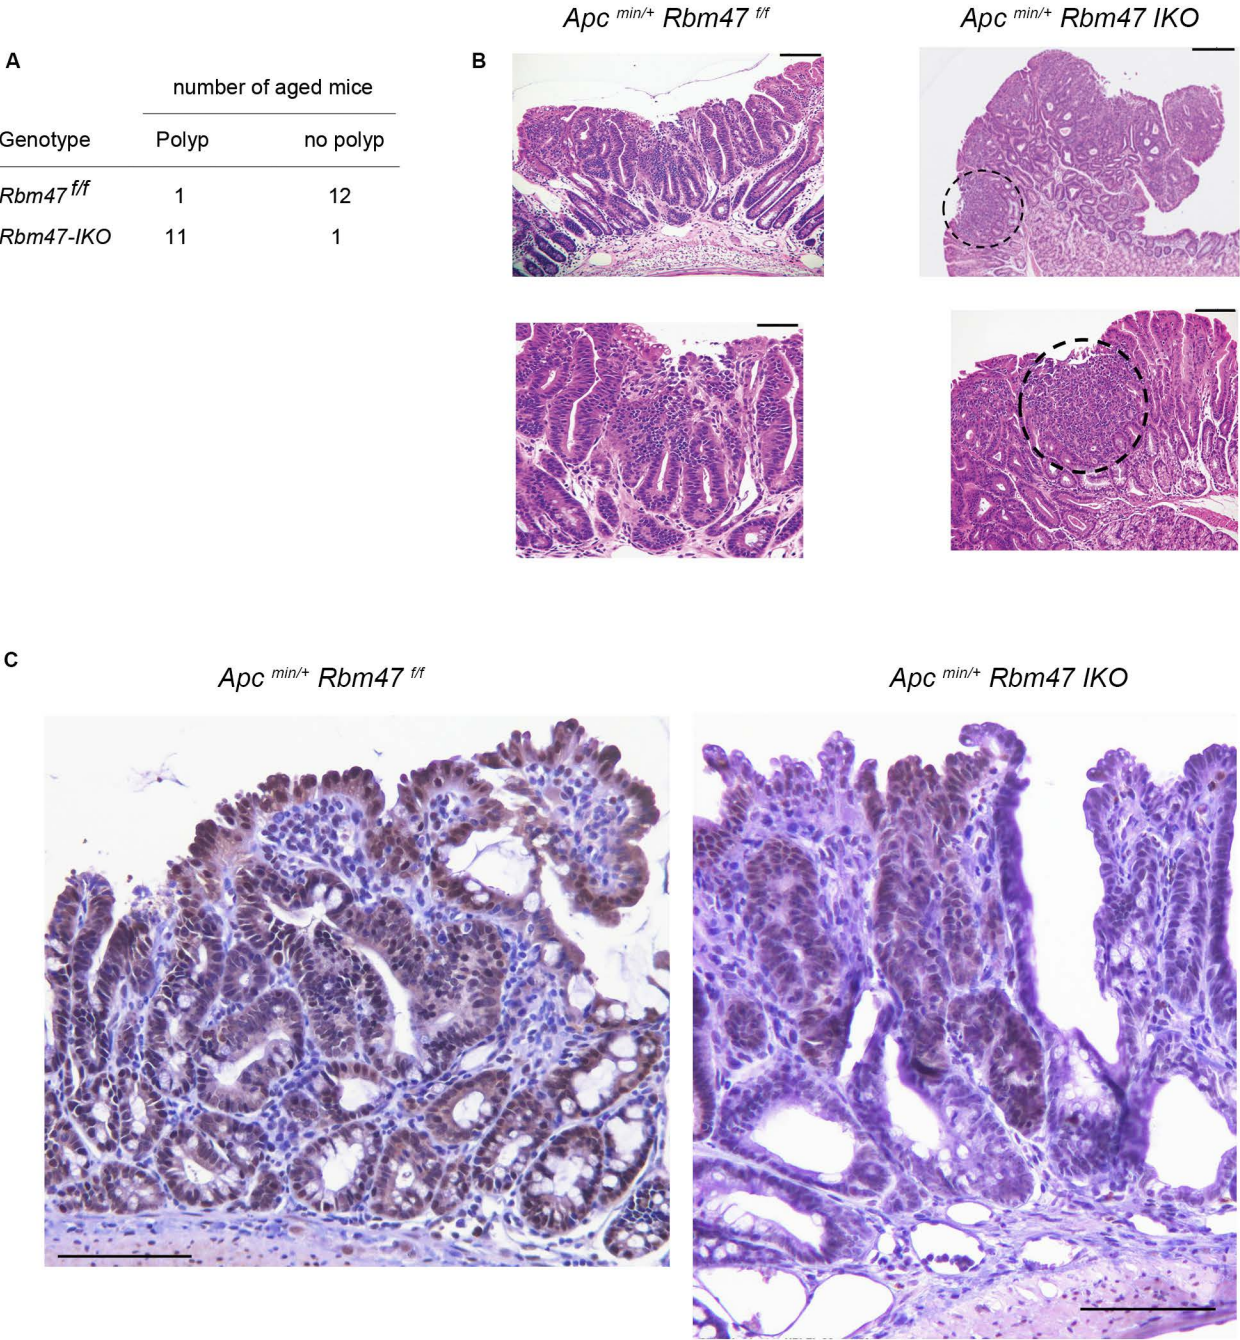 A
number of aged mice
Genotype Polyp no polyp
Rbm47 f/f 1 12
Rbm47-IKO 11 1
B
Apc min/+ Rbm47 f/f
Apc min/+ Rbm47 IKO
C
Apc min/+ Rbm47 f/f
Apc min/+ Rbm47 IKO